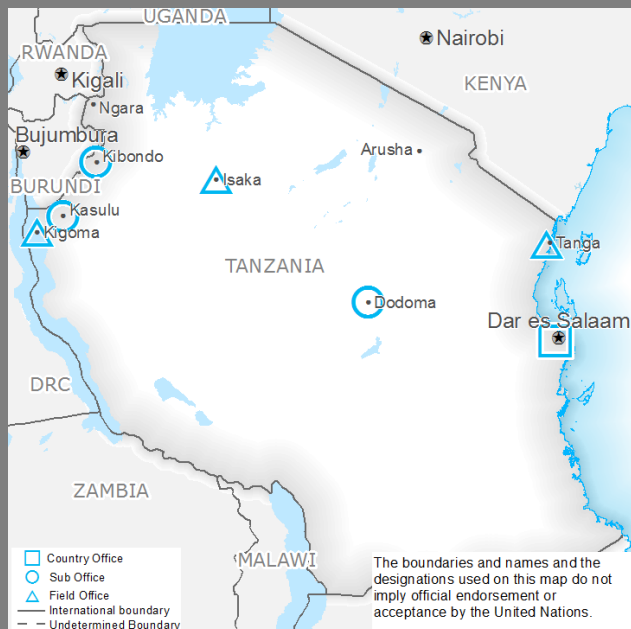 UGANDA
Nairobi
RWANDA
Kigali
KENYA
Ngara
Bujumbura
Arusha
Kibondo
Isaka
BURUNDI
Kasulu
Kigoma
Tanga
TANZANIA
Dodoma
Dar es Salaam
DRC
ZAMBIA
MALAWI
Country Office
Sub Office
Field Office
International boundary
Undetermined Boundary
The boundaries and names and the
designations used on this map do not
imply official endorsement or
acceptance by the United Nations.